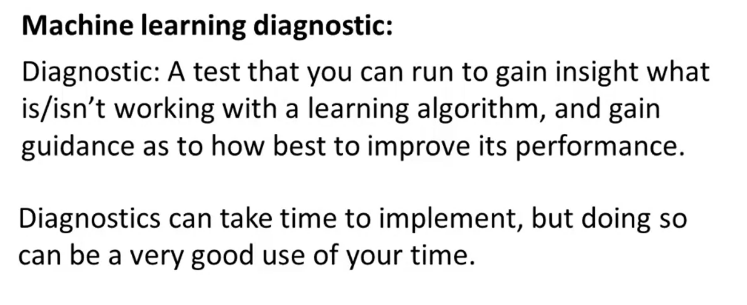 Machine learning diagnostic:
Diagnostic: A test that you can run to gain insight what
is/isn’t working with a learning algorithm, and gain
guidance as to how best to improve its performance.
Diagnostics can take time to implement, but doing so
can be a very good use of your time.